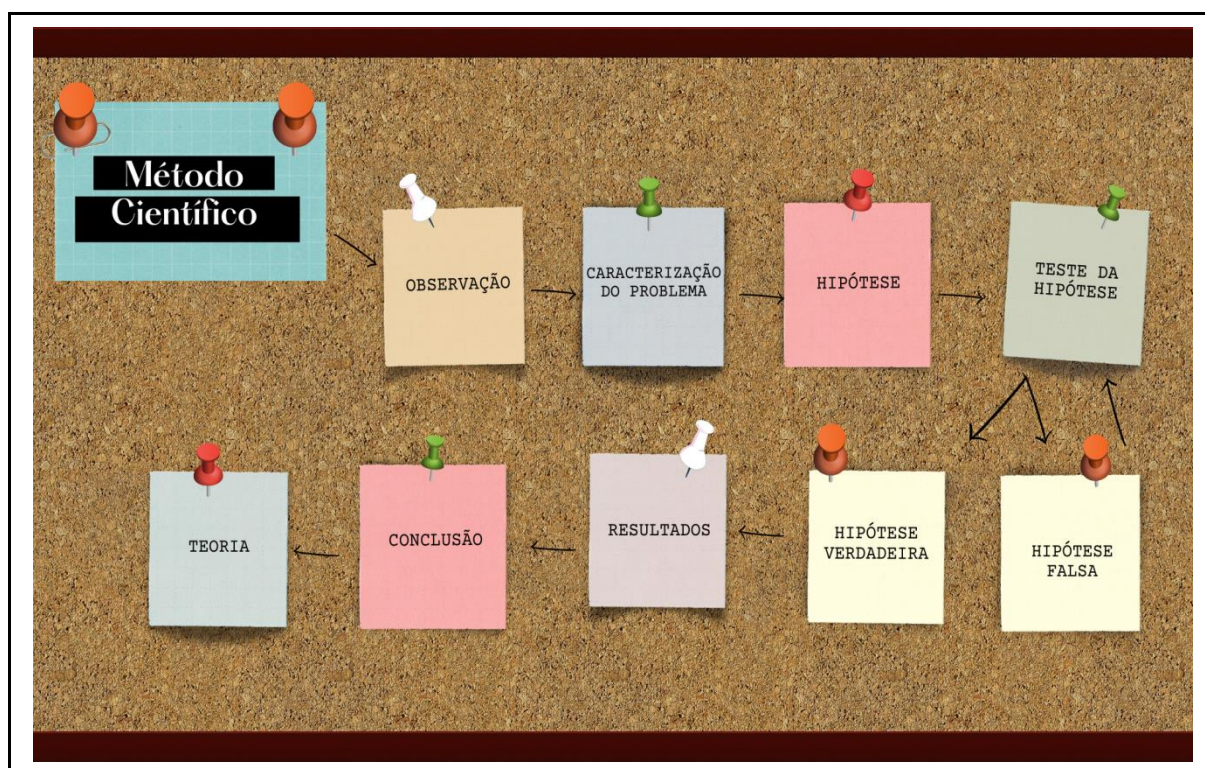 Método
Científico
OBSERVAÇÃO
CARACTERIZAÇÃO
DO PROBLEMA
HIPÓTESE
TESTE DA
HIPÓTESE
TEORIA
CONCLUSÃO
RESULTADOS
HIPÓTESE
VERDADEIRA
HIPÓTESE
FALSA